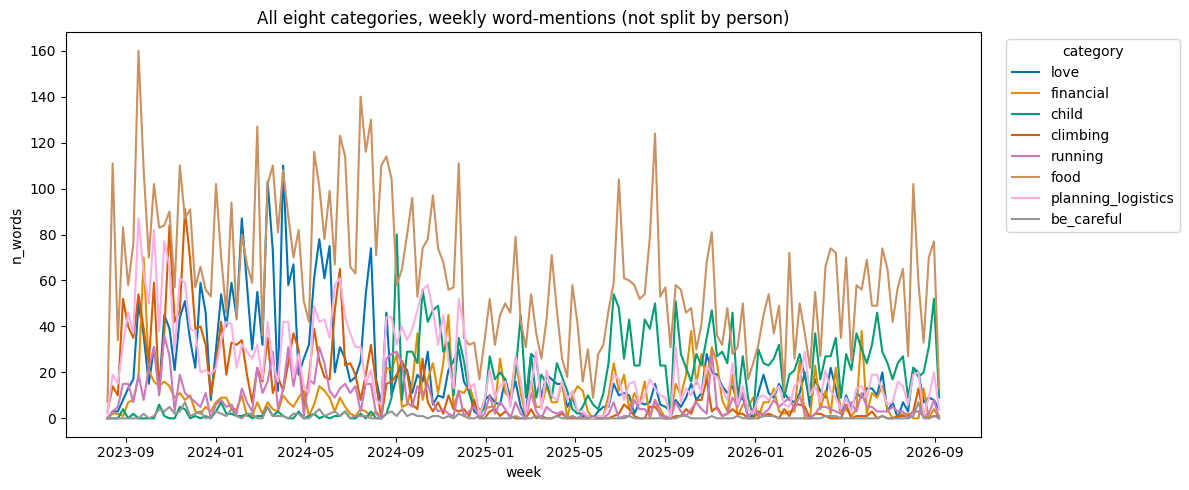 All eight categories, weekly word-mentions (not split by person)
n_words
160
140
120
100
80
60
40
20
0
2023-09 2024-01 2024-05 2024-09 2025-01 2025-05 2025-09 2026-01 2026-05 2026-09
week
category
love
financial
child
climbing
running
food
planning_logistics
be_careful